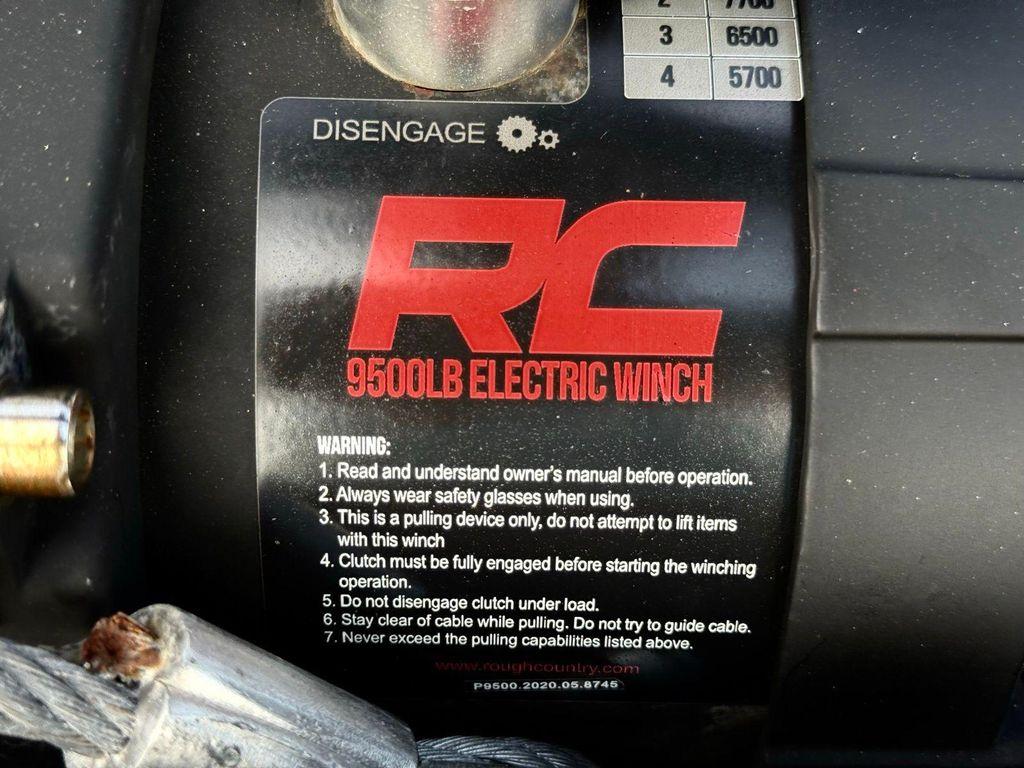 2 7700
3 6500
4 5700
DISENGAGE
RC
9500LB ELECTRIC WINCH
WARNING:
1. Read and understand owner's manual before operation.
2. Always wear safety glasses when using.
3. This is a pulling device only, do not attempt to lift items
with this winch
4. Clutch must be fully engaged before starting the winching
operation.
5. Do not disengage clutch under load.
6. Stay clear of cable while pulling. Do not try to guide cable.
7. Never exceed the pulling capabilities listed above.
www.roughcountry.com
P9500.2020.05.8745